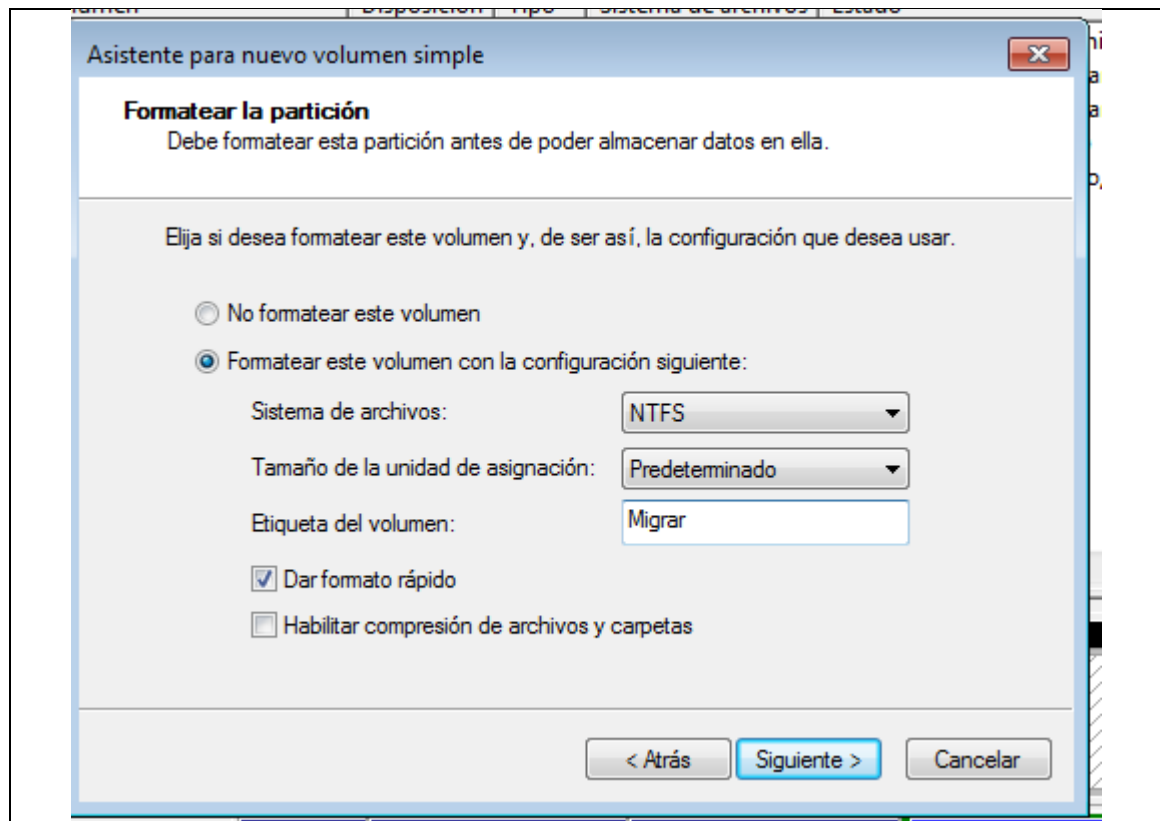 Asistente para nuevo volumen simple
Formatear la partición
Debe formatear esta partición antes de poder almacenar datos en ella.
Elija si desea formatear este volumen y, de ser así, la configuración que desea usar.
No formatear este volumen
Formatear este volumen con la configuración siguiente:
Sistema de archivos: NTFS
Tamaño de la unidad de asignación: Predeterminado
Etiqueta del volumen: Migrar
Dar formato rápido
Habilitar compresión de archivos y carpetas
< Atrás Siguiente > Cancelar